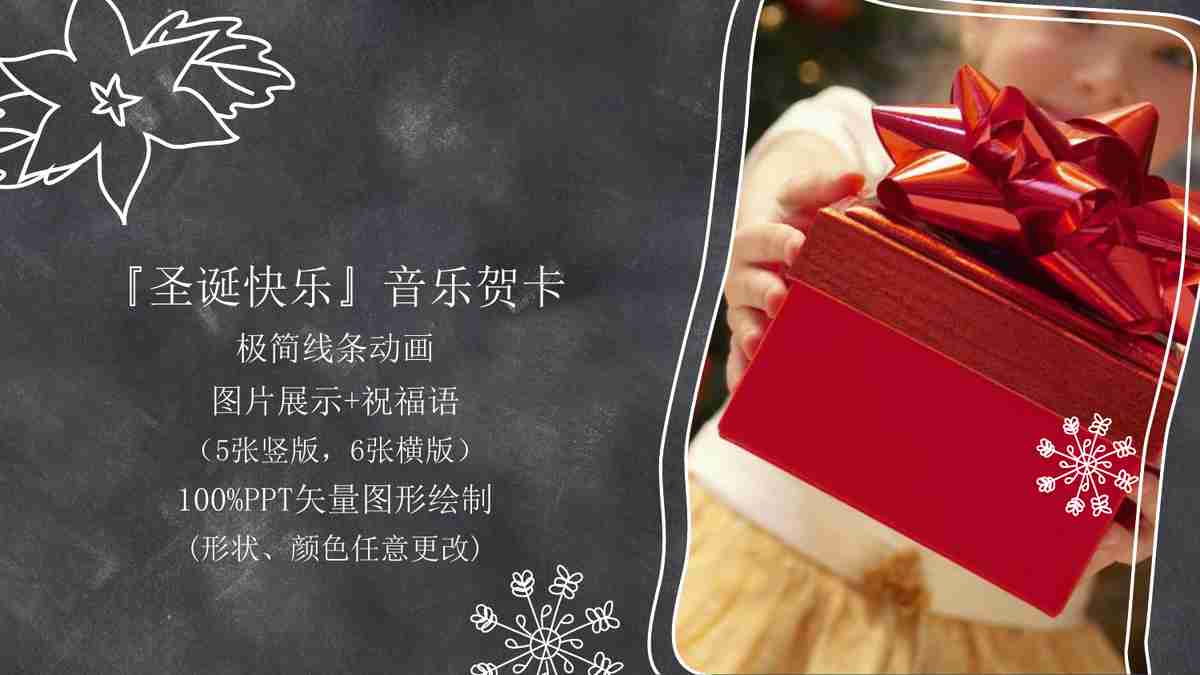 『圣诞快乐』音乐贺卡
极简线条动画
图片展示+祝福语
（5张竖版，6张横版）
100%PPT矢量图形绘制
(形状、颜色任意更改)